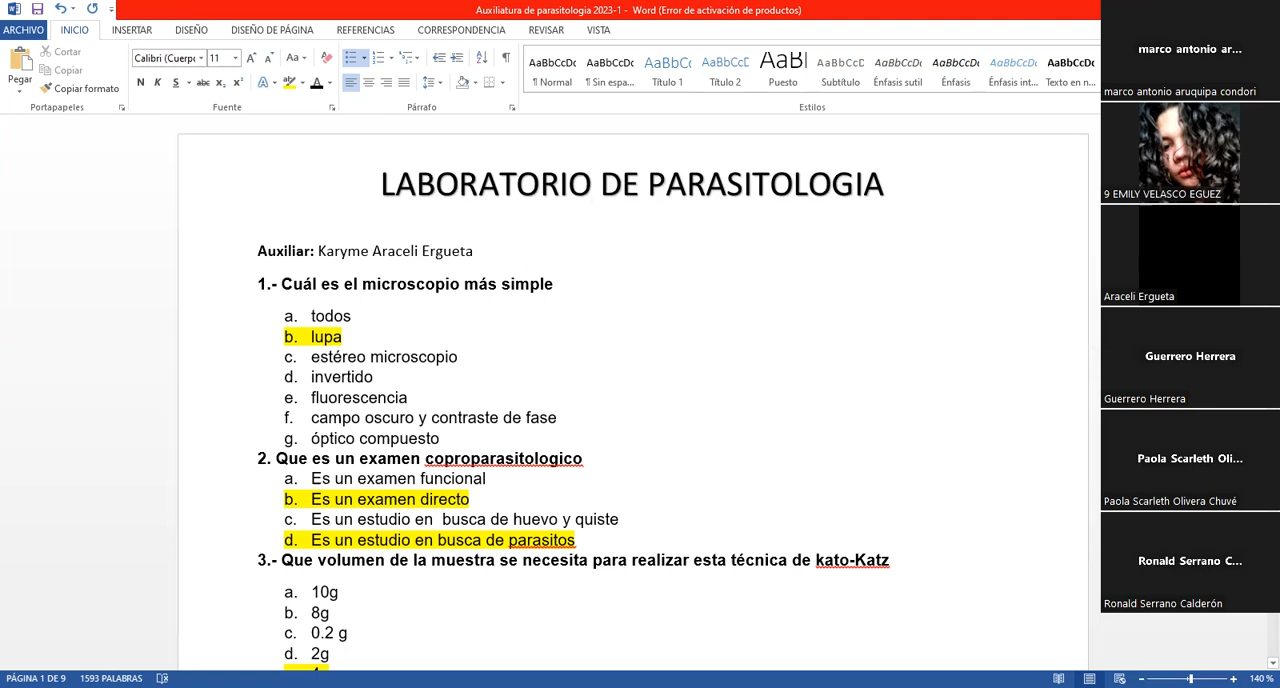 Auxiliatura de parasitologia 2023-1 - Word (Error de activación de productos)
ARCHIVO INICIO INSERTAR DISEÑO DISEÑO DE PÁGINA REFERENCIAS CORRESPONDENCIA REVISAR VISTA
Pegar
Cortar
Copiar
Copiar formato
Portapapeles
Calibri (Cuerpo 11
N K S abc x₂ x²
Fuente
Párrafo
AaBbCcDc AaBbCcDc AaBbC( AaBbCcC AaBl AaBbCcC AaBbCcDc AaBbCcDc AaBbCcDc AaBbCcDc
¶ Normal ¶ Sin espa... Título 1 Título 2 Puesto Subtítulo Énfasis sutil Énfasis Énfasis int... Texto en n...
Estilos
LABORATORIO DE PARASITOLOGIA
Auxiliar: Karyme Araceli Ergueta
1.- Cuál es el microscopio más simple
a. todos
b. lupa
c. estéreo microscopio
d. invertido
e. fluorescencia
f. campo oscuro y contraste de fase
g. óptico compuesto
2. Que es un examen coproparasitologico
a. Es un examen funcional
b. Es un examen directo
c. Es un estudio en busca de huevo y quiste
d. Es un estudio en busca de parasitos
3.- Que volumen de la muestra se necesita para realizar esta técnica de kato-Katz
a. 10g
b. 8g
c. 0.2 g
d. 2g
marco antonio ar...
marco antonio aruquipa condori
9 EMILY VELASCO EGUEZ
Araceli Ergueta
Guerrero Herrera
Guerrero Herrera
Paola Scarleth Oli...
Paola Scarleth Olivera Chuvé
Ronald Serrano C...
Ronald Serrano Calderón
PÁGINA 1 DE 9 1593 PALABRAS
140 %